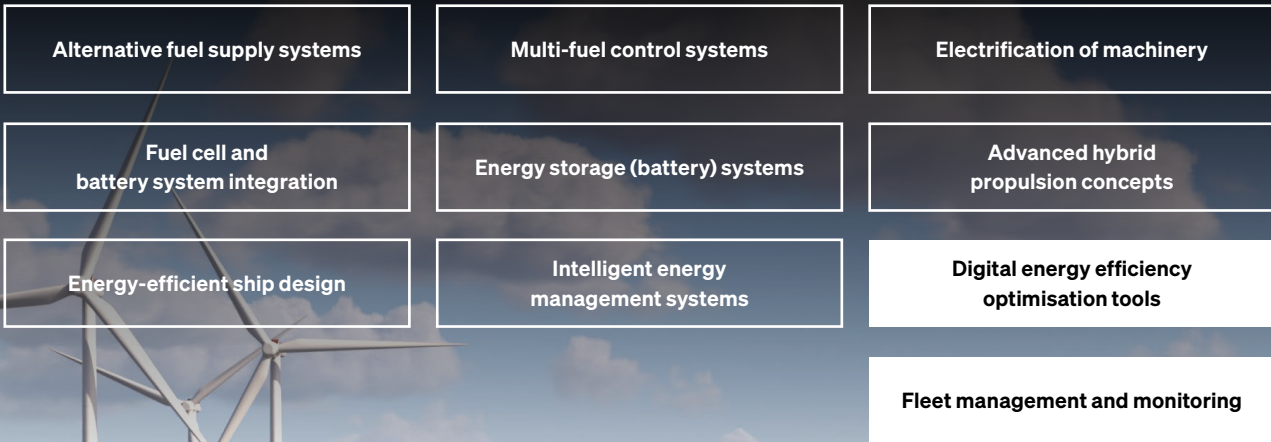 Alternative fuel supply systems
Multi-fuel control systems
Electrification of machinery
Fuel cell and
battery system integration
Energy storage (battery) systems
Advanced hybrid
propulsion concepts
Energy-efficient ship design
Intelligent energy
management systems
Digital energy efficiency
optimisation tools
Fleet management and monitoring